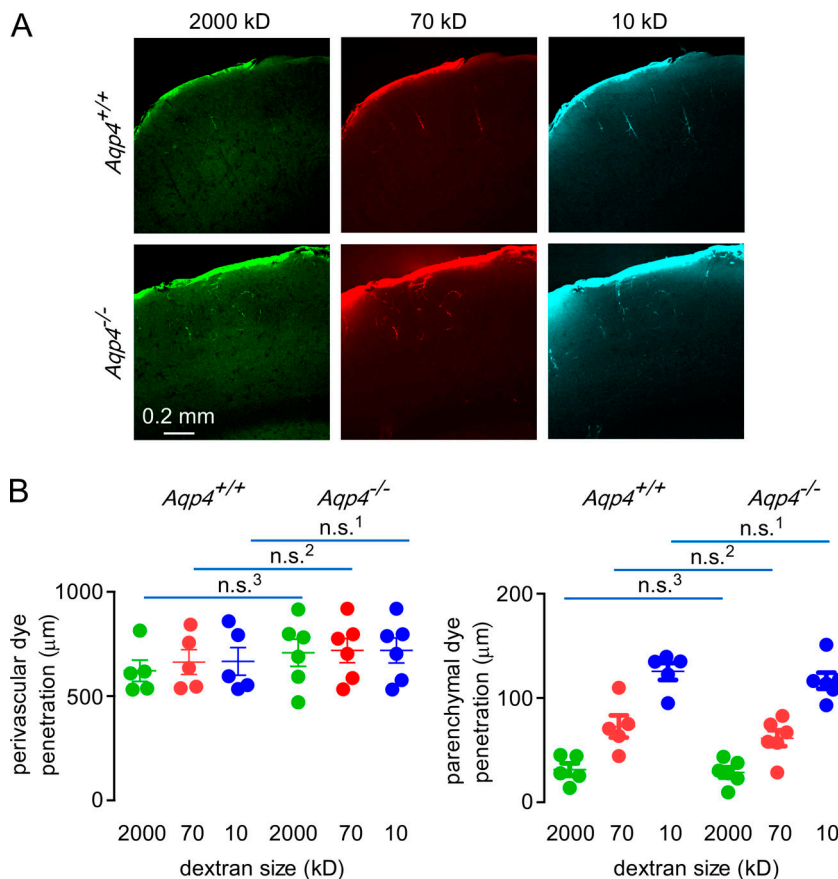 A
2000 kD 70 kD 10 kD
Aqp4+/+
Aqp4-/-
0.2 mm
B
Aqp4+/+ Aqp4-/-
n.s.1
n.s.2
n.s.3
1000
500
0
perivascular dye
penetration (μm)
2000 70 10 2000 70 10
dextran size (kD)
Aqp4+/+ Aqp4-/-
n.s.1
n.s.2
n.s.3
200
100
0
parenchymal dye
penetration (μm)
2000 70 10 2000 70 10
dextran size (kD)